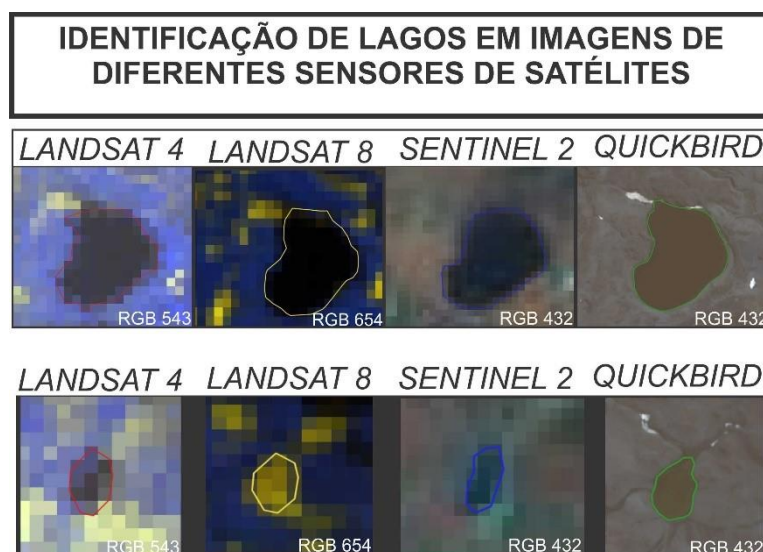 IDENTIFICAÇÃO DE LAGOS EM IMAGENS DE
DIFERENTES SENSORES DE SATÉLITES
LANDSAT 4 LANDSAT 8 SENTINEL 2 QUICKBIRD
RGB 543 RGB 654 RGB 432 RGB 432
LANDSAT 4 LANDSAT 8 SENTINEL 2 QUICKBIRD
RGB 543 RGB 654 RGB 432 RGB 432